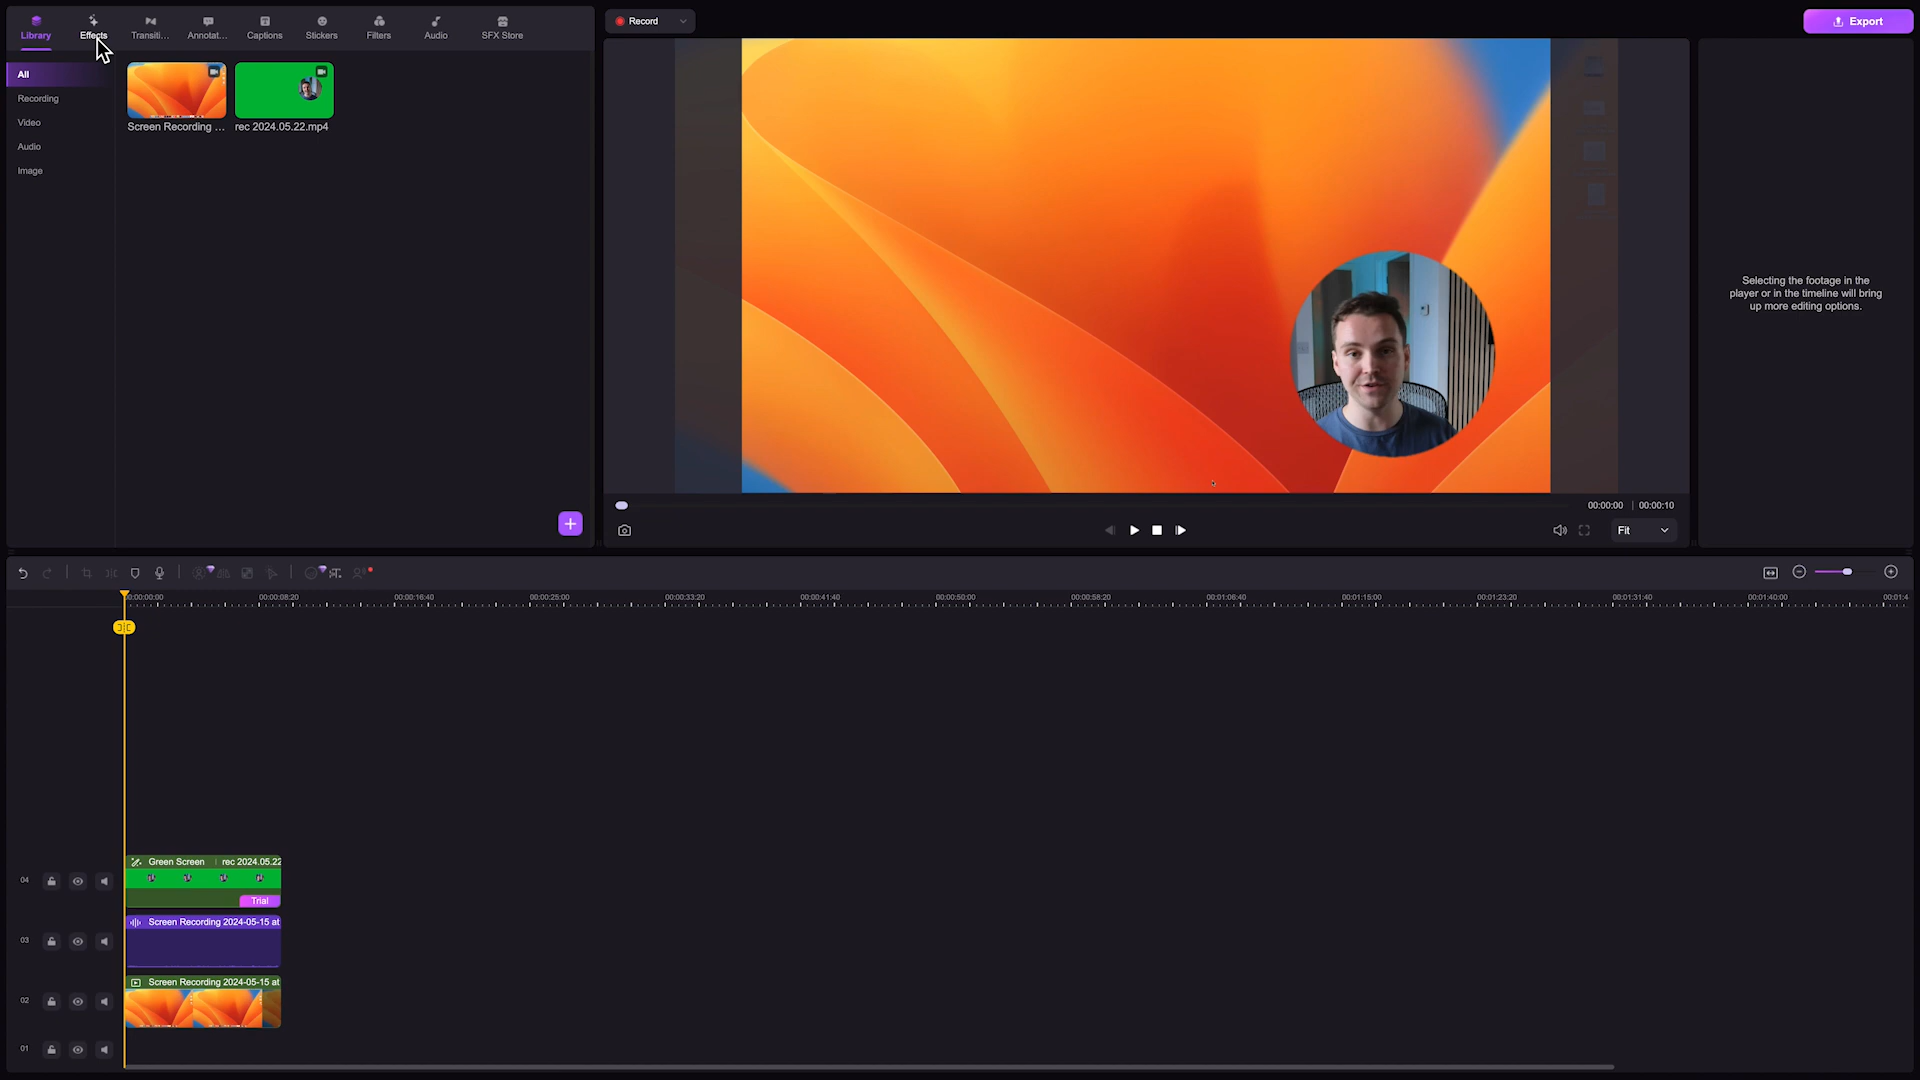 Library
Effects
Transiti...
Annotat...
Captions
Stickers
Filters
Audio
SFX Store
Record
Export
All
Recording
Video
Audio
Image
Screen Recording ...
rec 2024.05.22.mp4
Selecting the footage in the
player or in the timeline will bring
up more editing options.
00:00:00 | 00:00:10
Fit
00:00:00:00
00:00:08:20
00:00:16:40
00:00:25:00
00:00:33:20
00:00:41:40
00:00:50:00
00:00:58:20
00:01:06:40
00:01:15:00
00:01:23:20
00:01:31:40
00:01:40:00
00:01:4
04
Green Screen | rec 2024.05.22
Trial
03
Screen Recording 2024-05-15 at
02
Screen Recording 2024-05-15 at
01